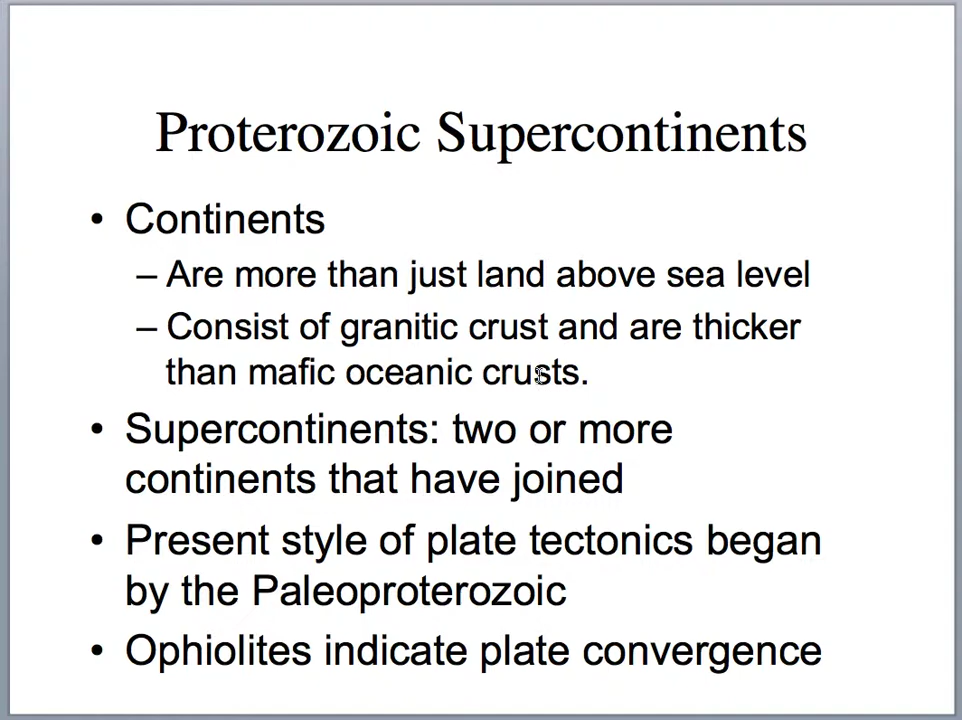 Proterozoic Supercontinents
• Continents
– Are more than just land above sea level
– Consist of granitic crust and are thicker
than mafic oceanic crusts.
• Supercontinents: two or more
continents that have joined
• Present style of plate tectonics began
by the Paleoproterozoic
• Ophiolites indicate plate convergence